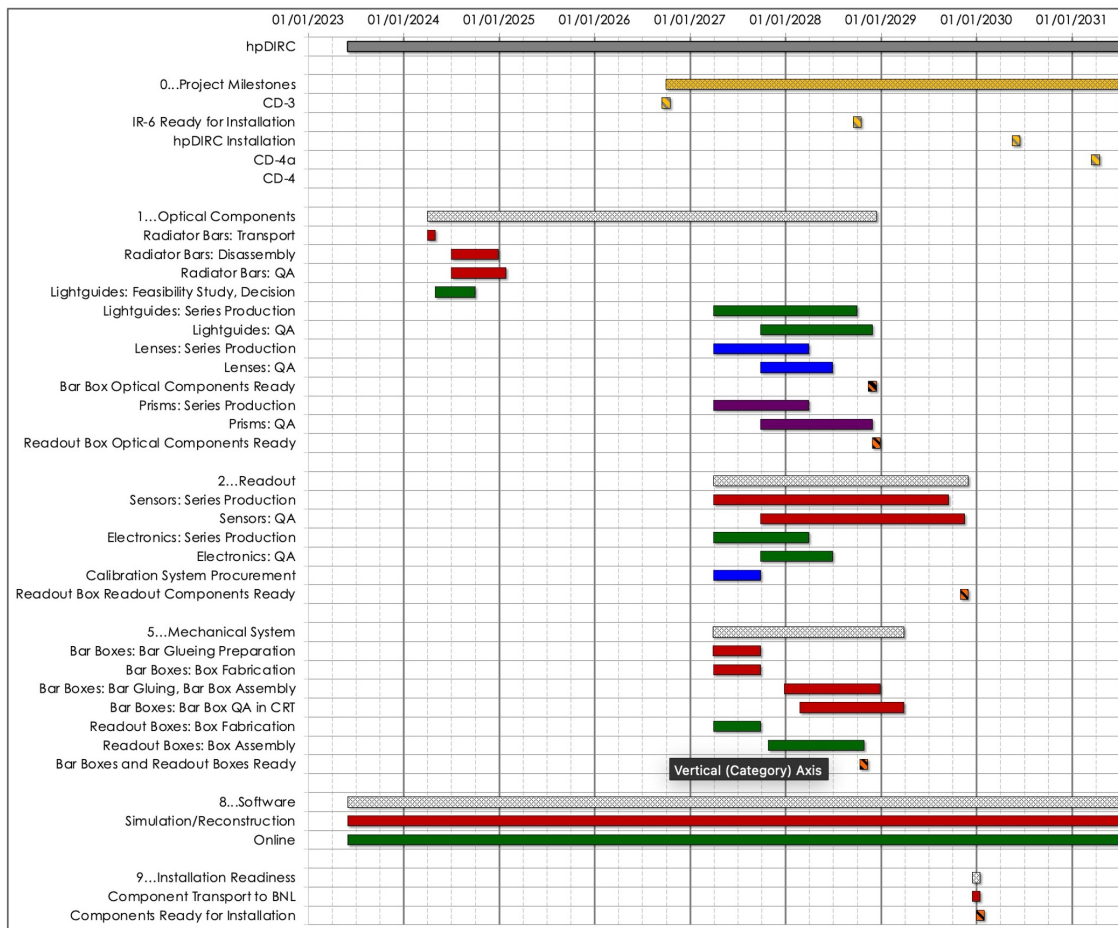 01/01/2023 01/01/2024 01/01/2025 01/01/2026 01/01/2027 01/01/2028 01/01/2029 01/01/2030 01/01/2031
hpDIRC
0...Project Milestones
CD-3
IR-6 Ready for Installation
hpDIRC Installation
CD-4a
CD-4
1...Optical Components
Radiator Bars: Transport
Radiator Bars: Disassembly
Radiator Bars: QA
Lightguides: Feasibility Study, Decision
Lightguides: Series Production
Lightguides: QA
Lenses: Series Production
Lenses: QA
Bar Box Optical Components Ready
Prisms: Series Production
Prisms: QA
Readout Box Optical Components Ready
2...Readout
Sensors: Series Production
Sensors: QA
Electronics: Series Production
Electronics: QA
Calibration System Procurement
Readout Box Readout Components Ready
5...Mechanical System
Bar Boxes: Bar Glueing Preparation
Bar Boxes: Box Fabrication
Bar Boxes: Bar Gluing, Bar Box Assembly
Bar Boxes: Bar Box QA in CRT
Readout Boxes: Box Fabrication
Readout Boxes: Box Assembly
Bar Boxes and Readout Boxes Ready
Vertical (Category) Axis
8...Software
Simulation/Reconstruction
Online
9...Installation Readiness
Component Transport to BNL
Components Ready for Installation